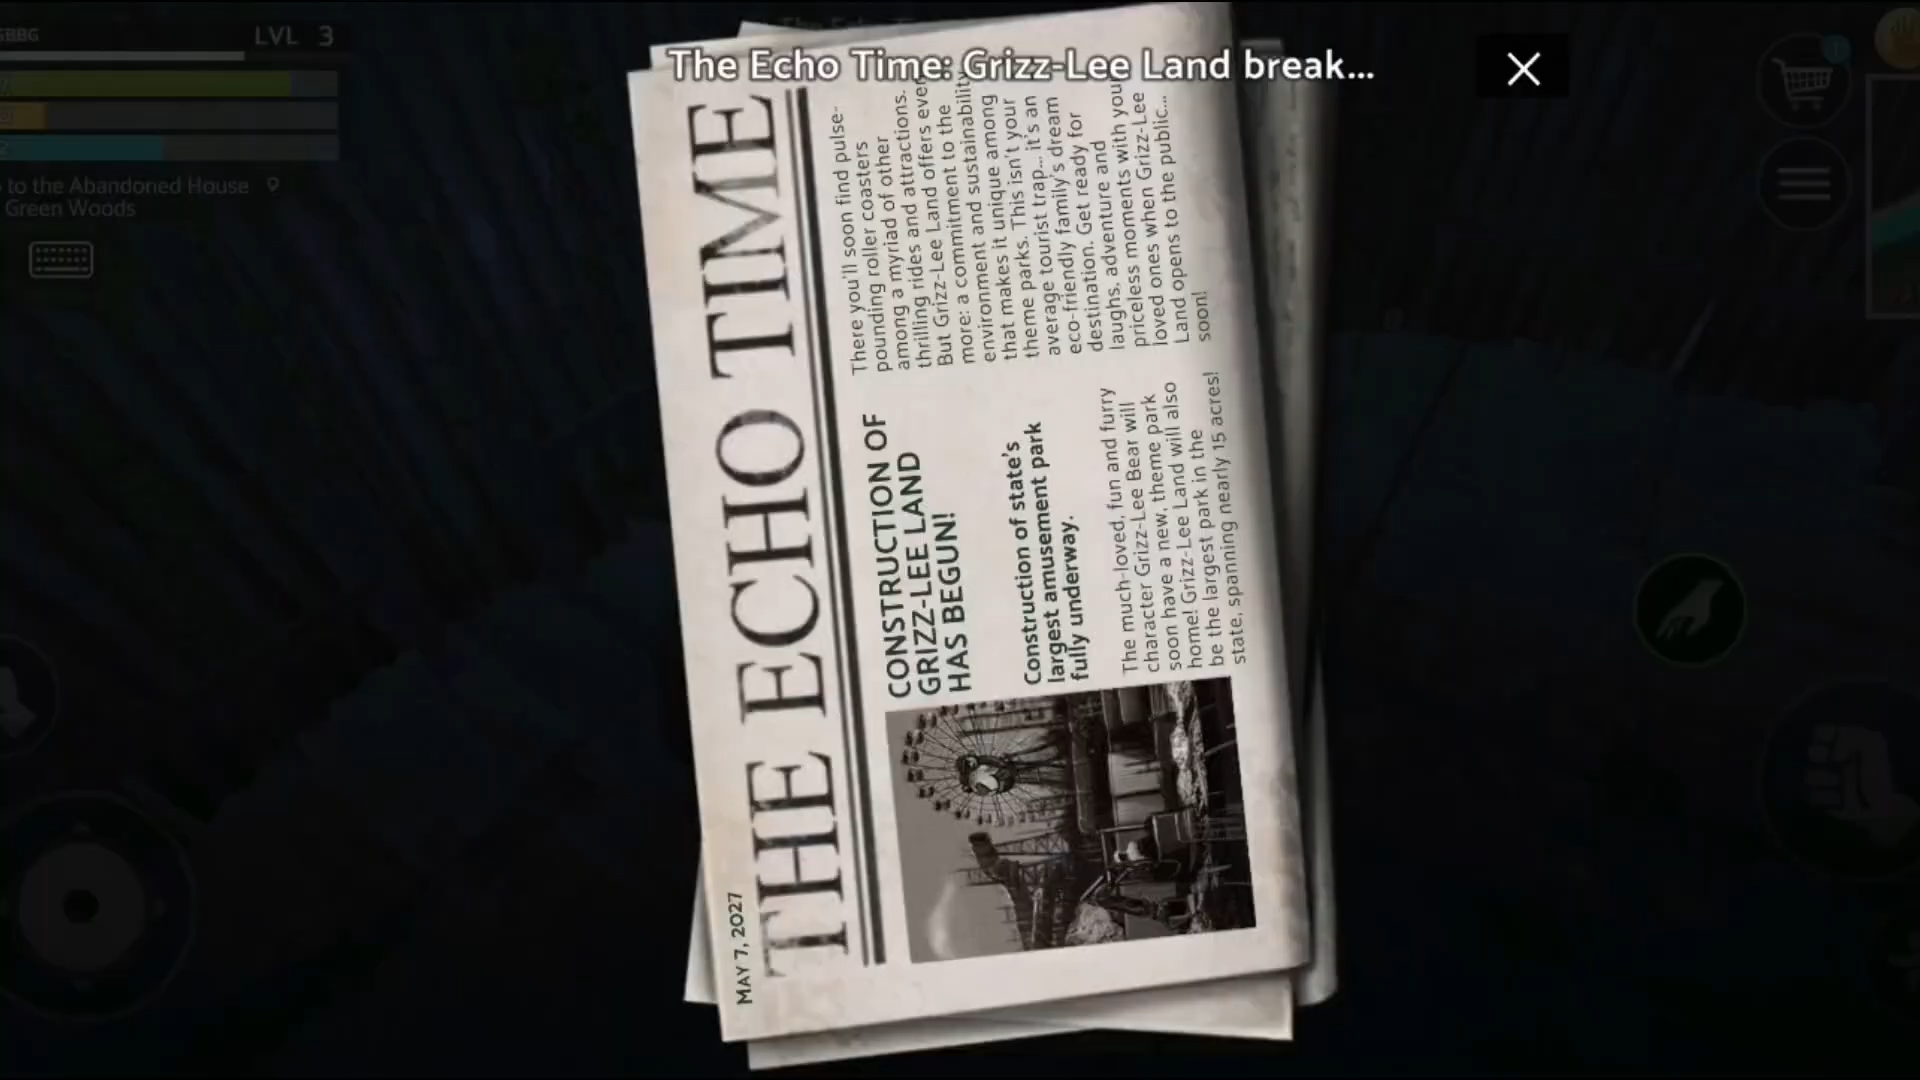 GBBG
LVL 3
to the Abandoned House
Green Woods
The Echo Time: Grizz-Lee Land break...
MAY 7, 2027
THE ECHO TIME
CONSTRUCTION OF
GRIZZ-LEE LAND
HAS BEGUN!
Construction of state's
largest amusement park
fully underway.
The much-loved, fun and furry
character Grizz-Lee Bear will
soon have a new, theme park
home! Grizz-Lee Land will also
be the largest park in the
state, spanning nearly 15 acres!
There you'll soon find pulse-
pounding roller coasters
among a myriad of other
thrilling rides and attractions.
But Grizz-Lee Land offers even
more: a commitment to the
environment and sustainability
that makes it unique among
theme parks. This isn't your
average tourist trap... it's an
eco-friendly family's dream
destination. Get ready for
laughs, adventure and
priceless moments with your
loved ones when Grizz-Lee
Land opens to the public...
soon!